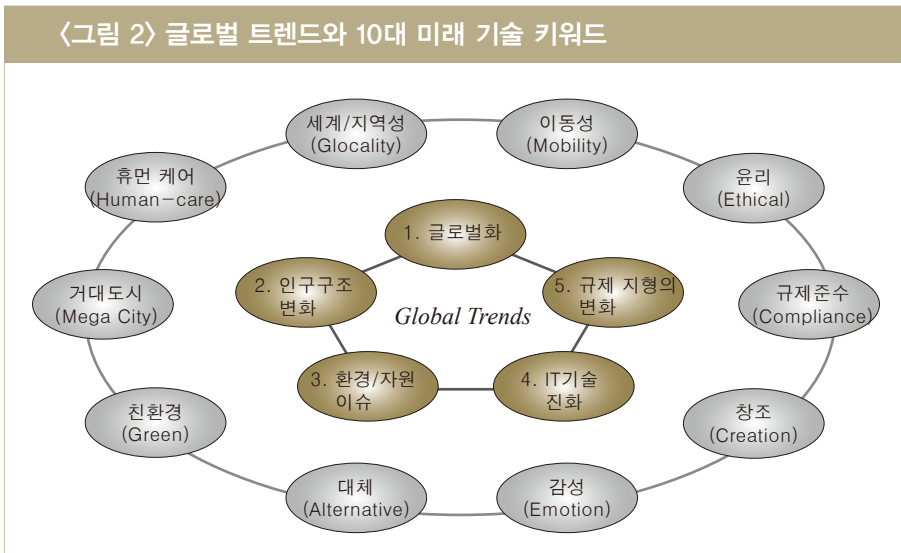 〈그림 2〉 글로벌 트렌드와 10대 미래 기술 키워드
세계/지역성
(Glocality)
이동성
(Mobility)
휴먼 케어
(Human-care)
윤리
(Ethical)
1. 글로벌화
거대도시
(Mega City)
2. 인구구조
변화
Global Trends
5. 규제 지형의
변화
규제준수
(Compliance)
3. 환경/자원
이슈
4. IT기술
진화
친환경
(Green)
창조
(Creation)
대체
(Alternative)
감성
(Emotion)